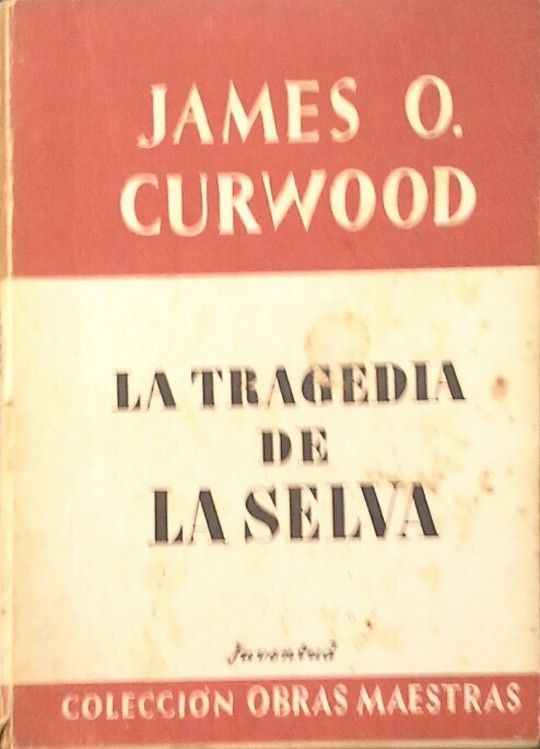 JAMES O.
CURWOOD
LA TRAGEDIA
DE
LA SELVA
Juventud
COLECCIÓN OBRAS MAESTRAS